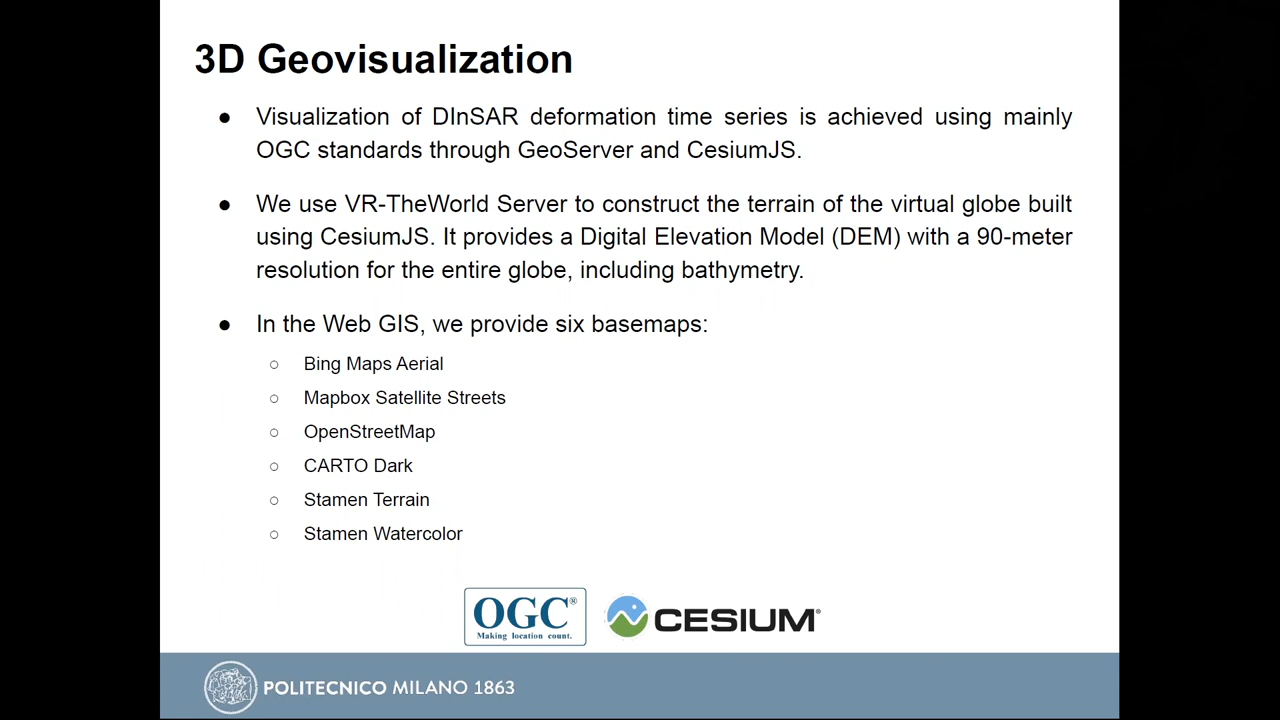 3D Geovisualization
● Visualization of DInSAR deformation time series is achieved using mainly
OGC standards through GeoServer and CesiumJS.
● We use VR-TheWorld Server to construct the terrain of the virtual globe built
using CesiumJS. It provides a Digital Elevation Model (DEM) with a 90-meter
resolution for the entire globe, including bathymetry.
● In the Web GIS, we provide six basemaps:
○ Bing Maps Aerial
○ Mapbox Satellite Streets
○ OpenStreetMap
○ CARTO Dark
○ Stamen Terrain
○ Stamen Watercolor
OGC®
Making location count.
CESIUM®
POLITECNICO MILANO 1863